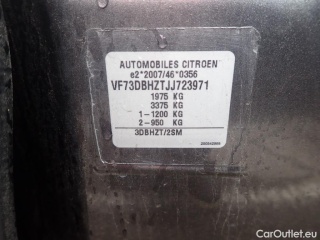 AUTOMOBILES CITROEN
e2*2007/46*0356
VF73DBHZTJJ723971
1975 KG
3375 KG
1-1200 KG
2-950 KG
3DBHZT/2SM
CarOutlet.eu